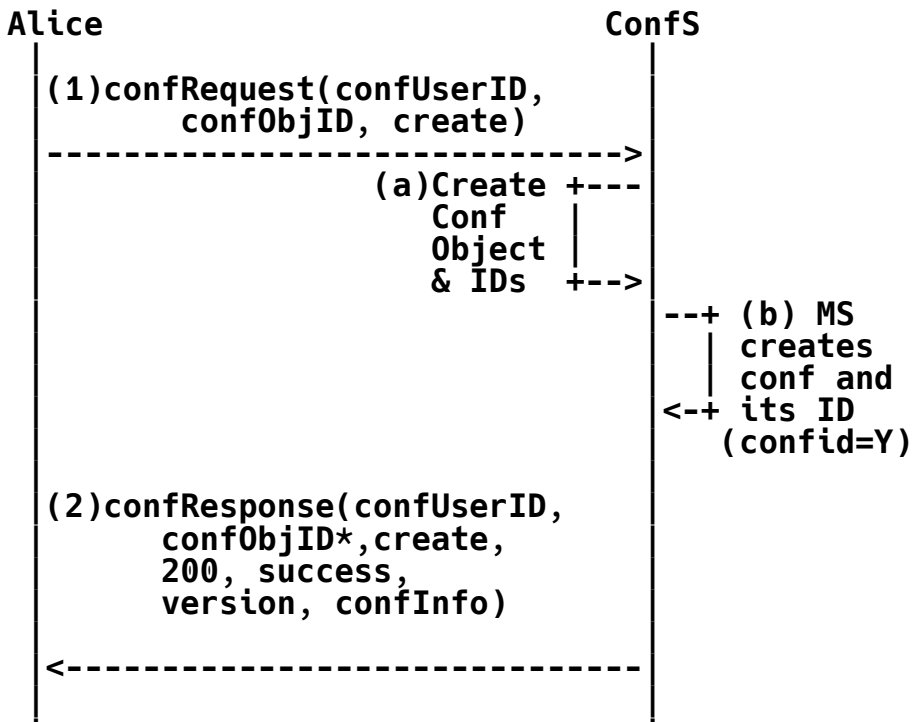 Alice ConfS
(1)confRequest(confUserID,
confObjID, create)
------------------------------>
(a)Create +---
Conf |
Object |
& IDs +-->
--+ (b) MS
| creates
| conf and
<-+ its ID
(confid=Y)
(2)confResponse(confUserID,
confObjID*,create,
200, success,
version, confInfo)
<------------------------------